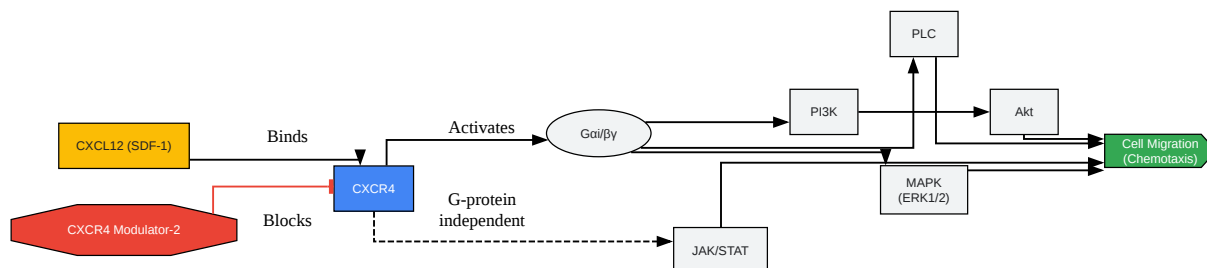 PLC
PI3K
Akt
CXCL12 (SDF-1)
Binds
Activates
Gαi/βγ
Cell Migration
(Chemotaxis)
CXCR4
MAPK
(ERK1/2)
CXCR4 Modulator-2
Blocks
G-protein
independent
JAK/STAT